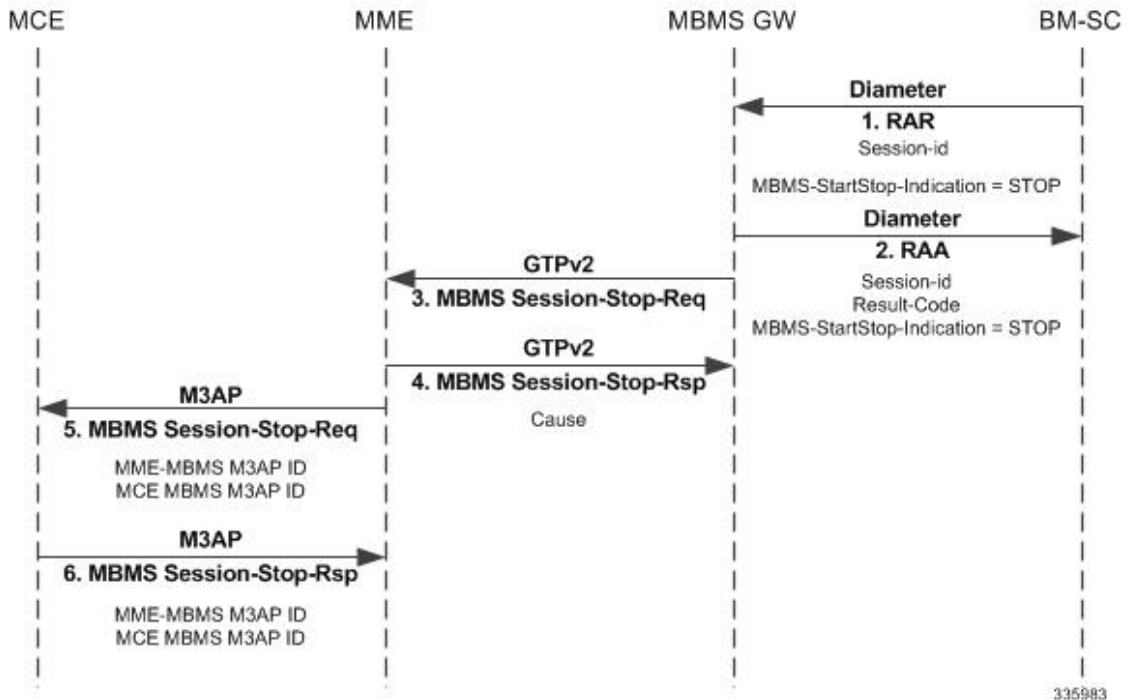 MCE MME MBMS GW BM-SC
Diameter
1. RAR
Session-id
MBMS-StartStop-Indication = STOP
Diameter
2. RAA
Session-id
Result-Code
MBMS-StartStop-Indication = STOP
GTPv2
3. MBMS Session-Stop-Req
GTPv2
4. MBMS Session-Stop-Rsp
Cause
M3AP
5. MBMS Session-Stop-Req
MME-MBMS M3AP ID
MCE MBMS M3AP ID
M3AP
6. MBMS Session-Stop-Rsp
MME-MBMS M3AP ID
MCE MBMS M3AP ID
335983